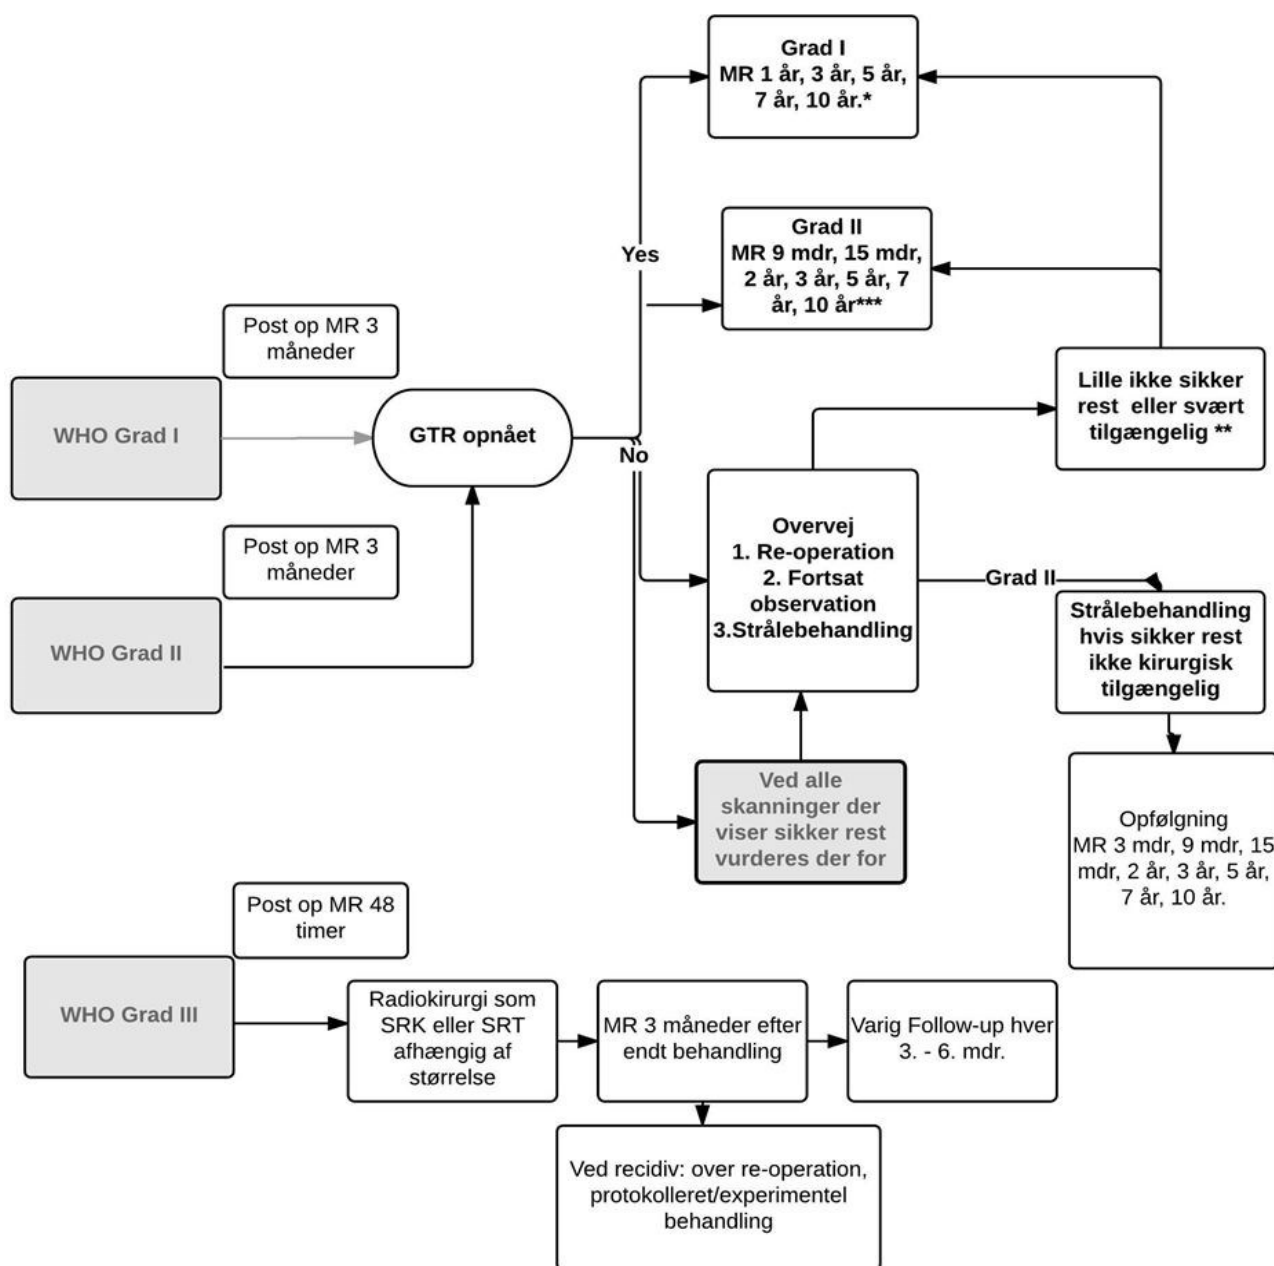 Grad I
MR 1 år, 3 år, 5 år,
7 år, 10 år.*
Grad II
MR 9 mdr, 15 mdr,
2 år, 3 år, 5 år, 7
år, 10 år***
Yes
Post op MR 3
måneder
WHO Grad I
GTR opnået
No
Lille ikke sikker
rest eller svært
tilgængelig **
Post op MR 3
måneder
WHO Grad II
Overvej
1. Re-operation
2. Fortsat
observation
3.Strålebehandling
Grad II
Strålebehandling
hvis sikker rest
ikke kirurgisk
tilgængelig
Ved alle
skanninger der
viser sikker rest
vurderes der for
Opfølgning
MR 3 mdr, 9 mdr, 15
mdr, 2 år, 3 år, 5 år,
7 år, 10 år.
Post op MR 48
timer
WHO Grad III
Radiokirurgi som
SRK eller SRT
afhængig af
størrelse
MR 3 måneder efter
endt behandling
Varig Follow-up hver
3. - 6. mdr.
Ved recidiv: over re-operation,
protokolleret/experimentel
behandling